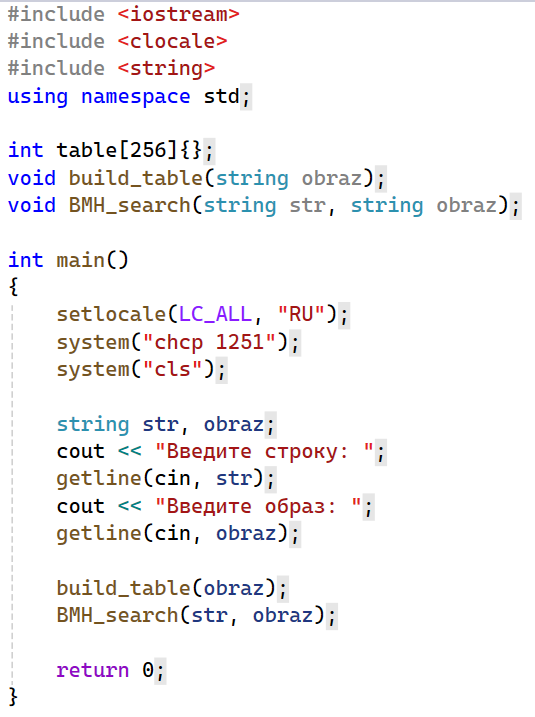 #include <iostream>
#include <clocale>
#include <string>
using namespace std;

int table[256]{};
void build_table(string obraz);
void BMH_search(string str, string obraz);

int main()
{
    setlocale(LC_ALL, "RU");
    system("chcp 1251");
    system("cls");

    string str, obraz;
    cout << "Введите строку: ";
    getline(cin, str);
    cout << "Введите образ: ";
    getline(cin, obraz);

    build_table(obraz);
    BMH_search(str, obraz);

    return 0;
}